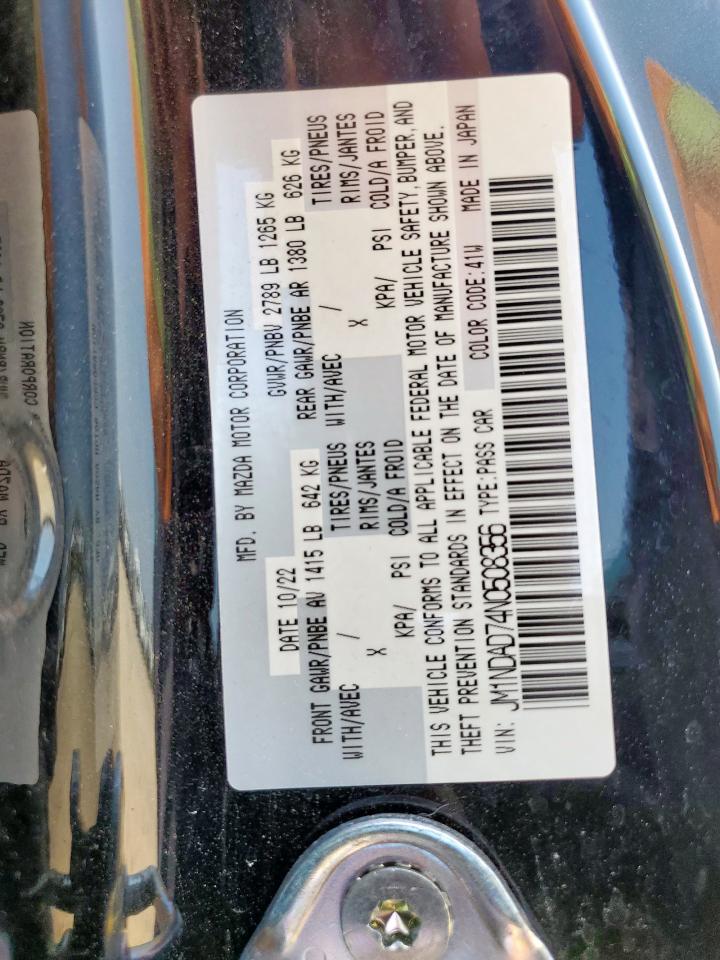 MFD. BY MAZDA MOTOR CORPORATION
DATE 10/22 GVWR/PNBV 2789 LB 1265 KG
FRONT GAWR/PNBE AV 1415 LB 642 KG REAR GAWR/PNBE AR 1380 LB 626 KG
WITH/AVEC / TIRES/PNEUS WITH/AVEC / TIRES/PNEUS
X RIMS/JANTES X RIMS/JANTES
KPA/ PSI COLD/A FROID KPA/ PSI COLD/A FROID
THIS VEHICLE CONFORMS TO ALL APPLICABLE FEDERAL MOTOR VEHICLE SAFETY, BUMPER, AND
THEFT PREVENTION STANDARDS IN EFFECT ON THE DATE OF MANUFACTURE SHOWN ABOVE.
COLOR CODE:41W MADE IN JAPAN
VIN: JM1NDAD74N0508356 TYPE:PASS CAR
CORPORATION